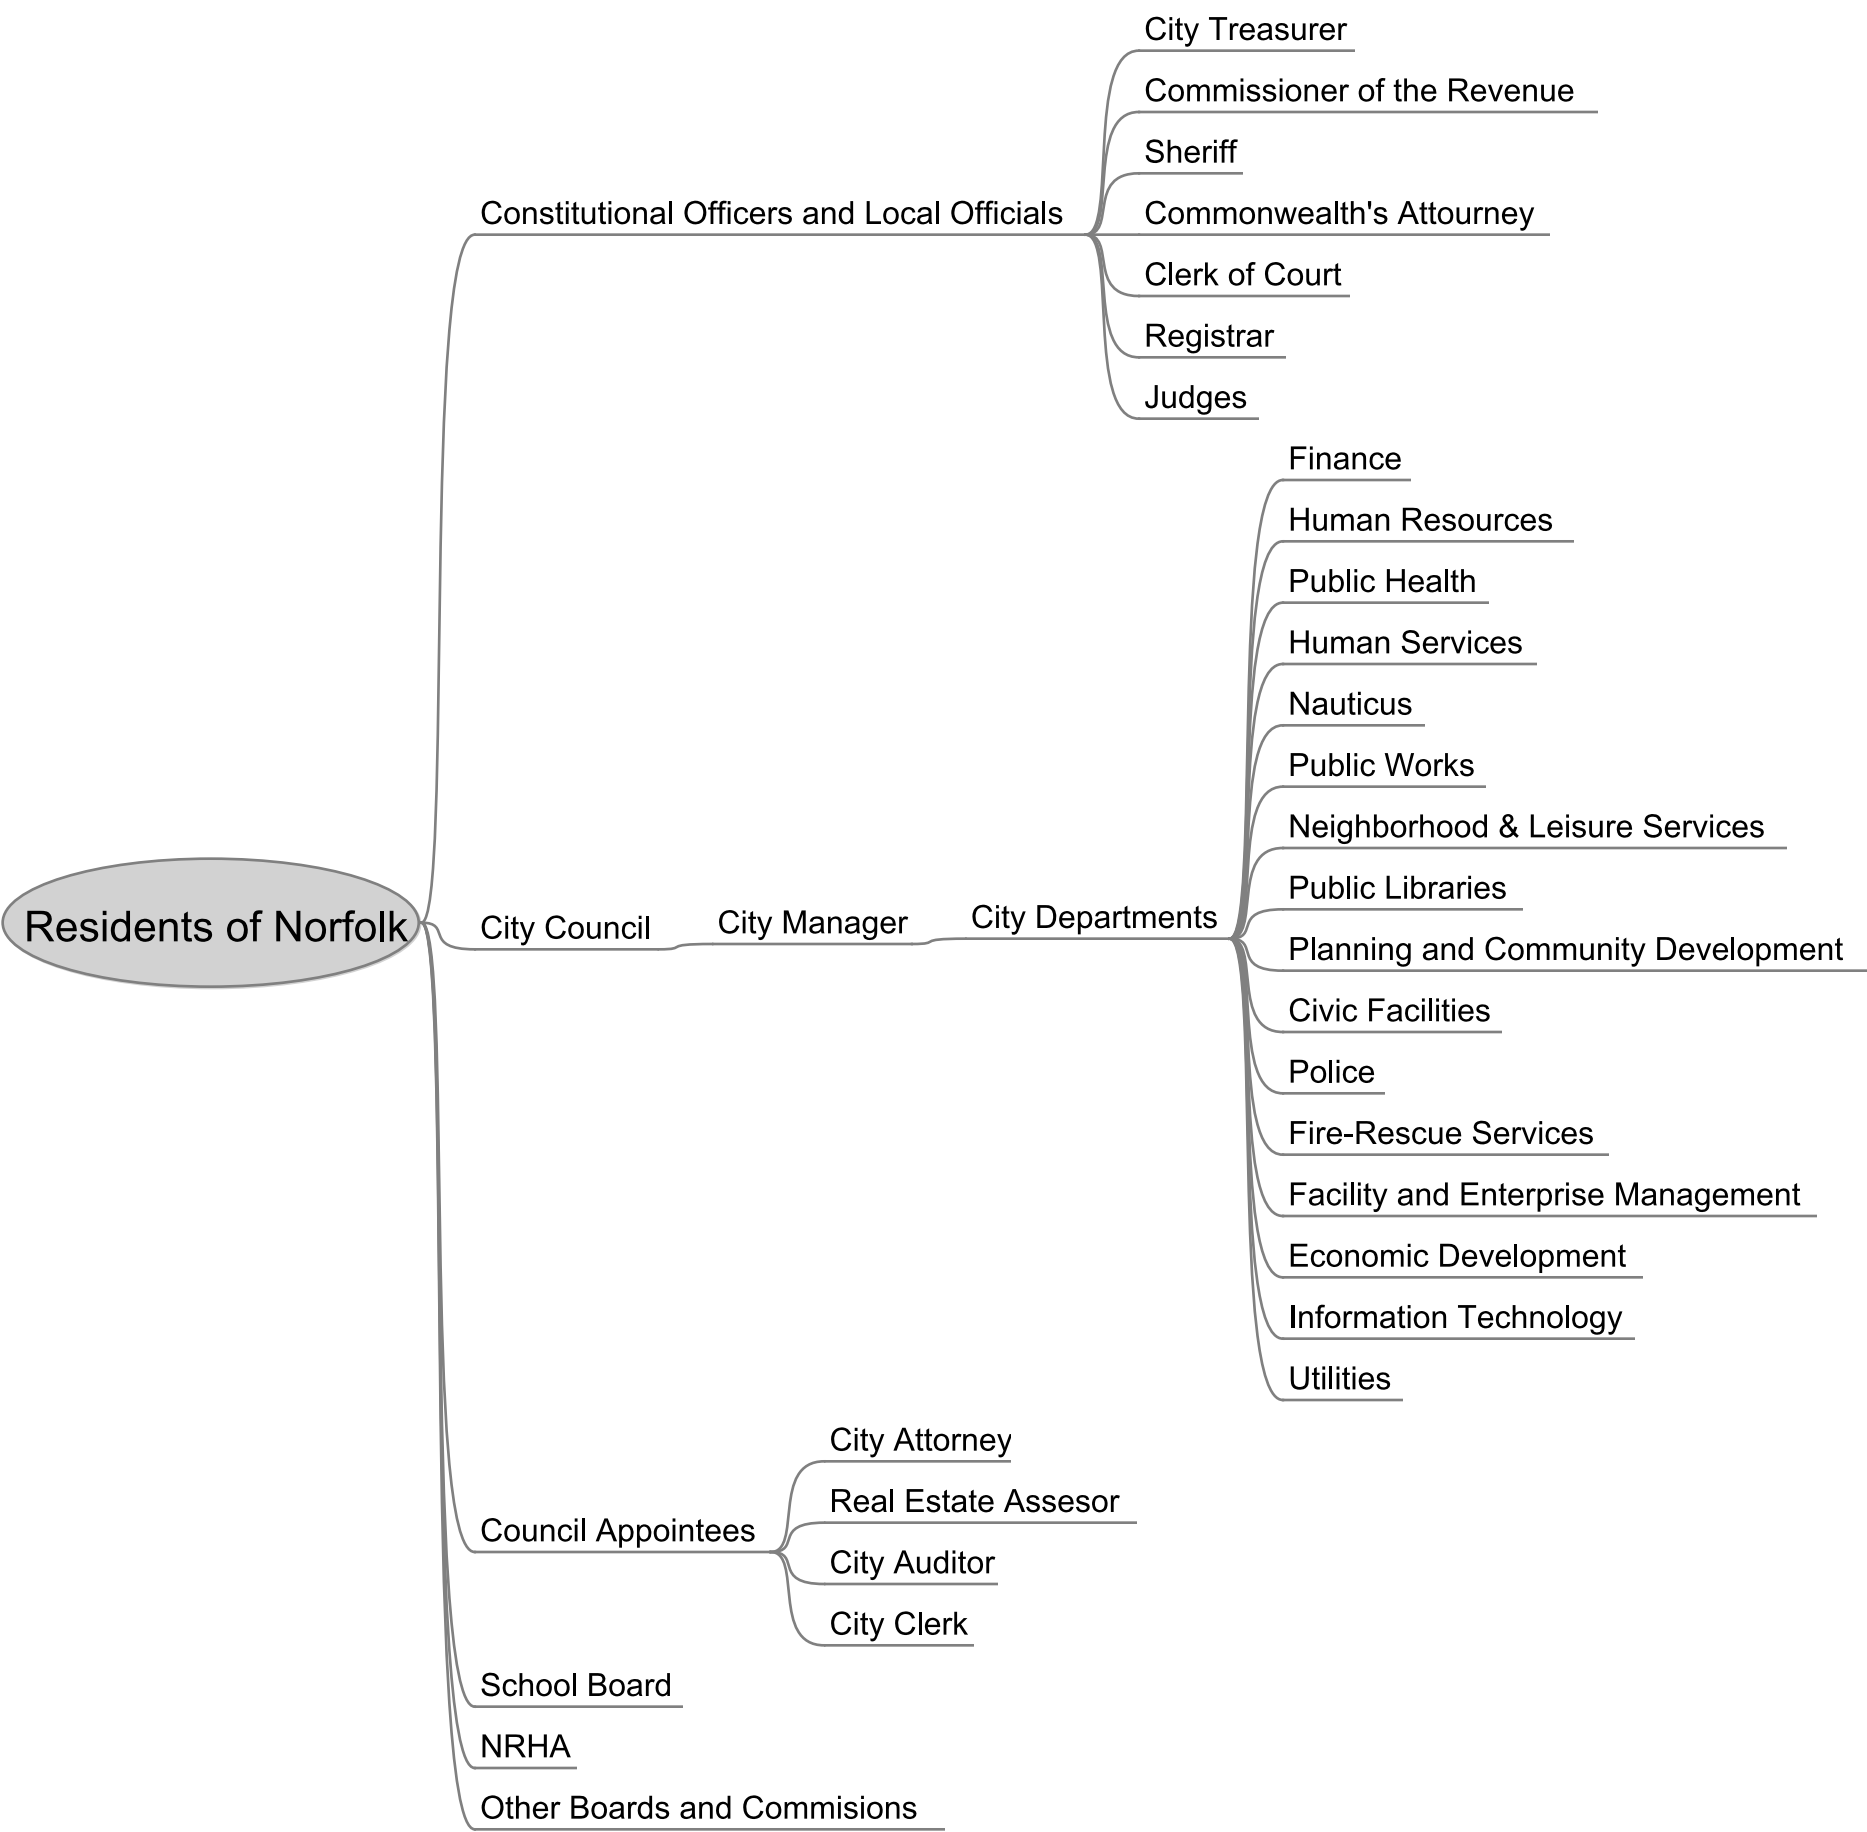 City Treasurer
Commissioner of the Revenue
Sheriff
Constitutional Officers and Local Officials
Commonwealth's Attourney
Clerk of Court
Registrar
Judges
Finance
Human Resources
Public Health
Human Services
Nauticus
Public Works
Neighborhood & Leisure Services
Public Libraries
Residents of Norfolk
City Council
City Manager
City Departments
Planning and Community Development
Civic Facilities
Police
Fire-Rescue Services
Facility and Enterprise Management
Economic Development
Information Technology
Utilities
Council Appointees
City Attorney
Real Estate Assesor
City Auditor
City Clerk
School Board
NRHA
Other Boards and Commisions